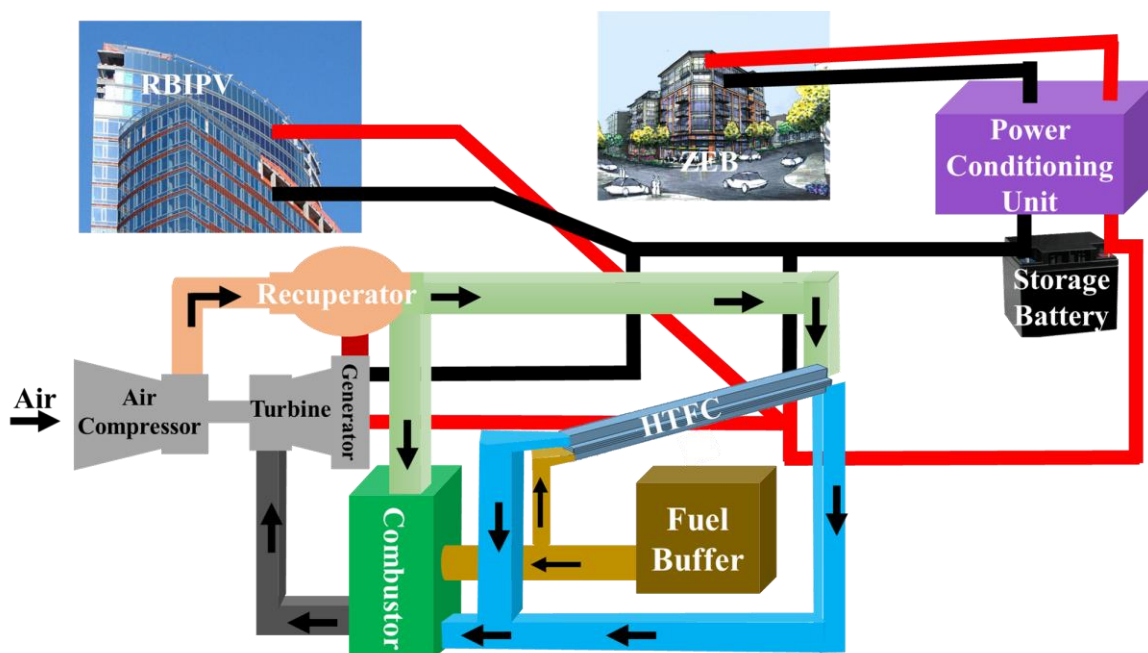 RBIPV
ZEB
Power
Conditioning
Unit
Storage
Battery
Recuperator
Air
Air
Compressor
Turbine
Generator
HTFC
Combustor
Fuel
Buffer